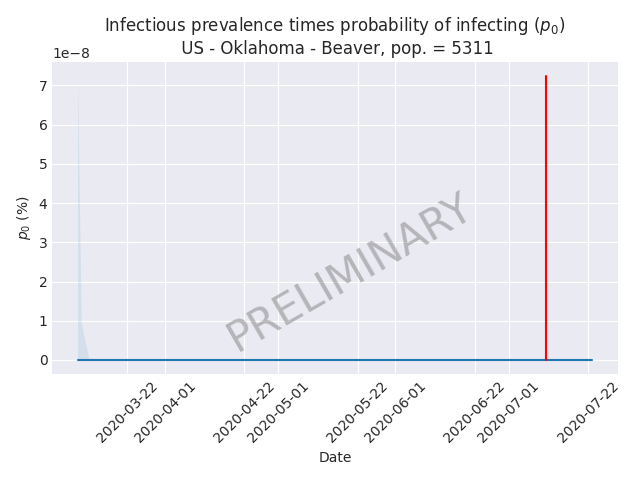 Infectious prevalence times probability of infecting (p₀)
US - Oklahoma - Beaver, pop. = 5311
1e−8
7
6
5
4
3
2
1
0
p₀ (%)
PRELIMINARY
2020-03-22
2020-04-01
2020-04-22
2020-05-01
2020-05-22
2020-06-01
2020-06-22
2020-07-01
2020-07-22
Date